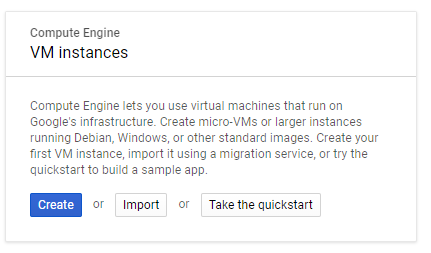 Compute Engine
VM instances
Compute Engine lets you use virtual machines that run on
Google's infrastructure. Create micro-VMs or larger instances
running Debian, Windows, or other standard images. Create your
first VM instance, import it using a migration service, or try the
quickstart to build a sample app.
Create or Import or Take the quickstart